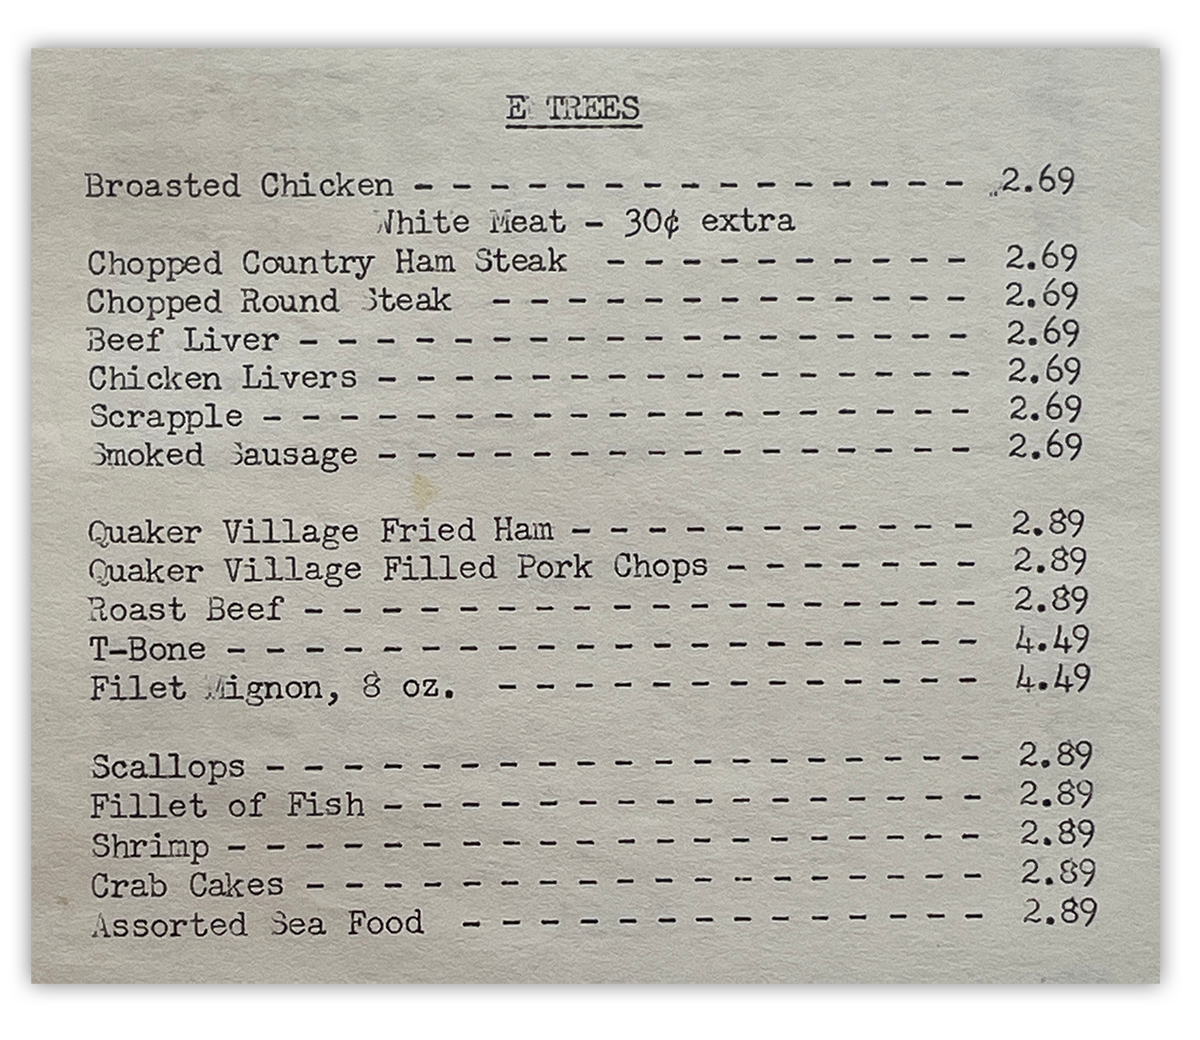 ENTREES
Broasted Chicken - - - - - - - - - - - - - - - 2.69
White Meat - 30¢ extra
Chopped Country Ham Steak - - - - - - - - - - 2.69
Chopped Round Steak - - - - - - - - - - - - - 2.69
Beef Liver - - - - - - - - - - - - - - - - - - 2.69
Chicken Livers - - - - - - - - - - - - - - - - 2.69
Scrapple - - - - - - - - - - - - - - - - - - - 2.69
Smoked Sausage - - - - - - - - - - - - - - - - 2.69
Quaker Village Fried Ham - - - - - - - - - - - 2.89
Quaker Village Filled Pork Chops - - - - - - - 2.89
Roast Beef - - - - - - - - - - - - - - - - - - 2.89
T-Bone - - - - - - - - - - - - - - - - - - - - 4.49
Filet Mignon, 8 oz. - - - - - - - - - - - - - 4.49
Scallops - - - - - - - - - - - - - - - - - - - 2.89
Fillet of Fish - - - - - - - - - - - - - - - - 2.89
Shrimp - - - - - - - - - - - - - - - - - - - - 2.89
Crab Cakes - - - - - - - - - - - - - - - - - - 2.89
Assorted Sea Food - - - - - - - - - - - - - - 2.89